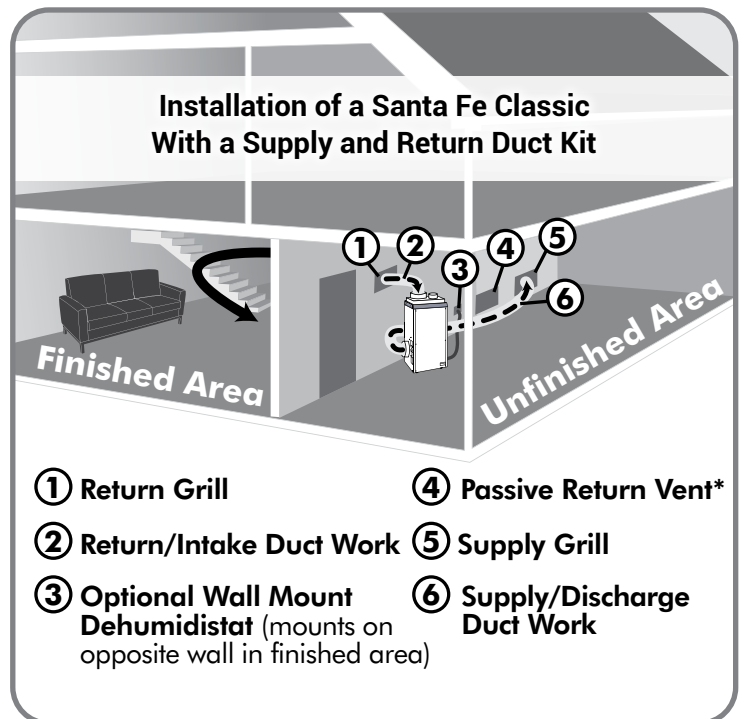 Installation of a Santa Fe Classic
With a Supply and Return Duct Kit
1 2 3 4 5 6
Finished Area
Unfinished Area
1 Return Grill
2 Return/Intake Duct Work
3 Optional Wall Mount
Dehumidistat (mounts on
opposite wall in finished area)
4 Passive Return Vent*
5 Supply Grill
6 Supply/Discharge
Duct Work